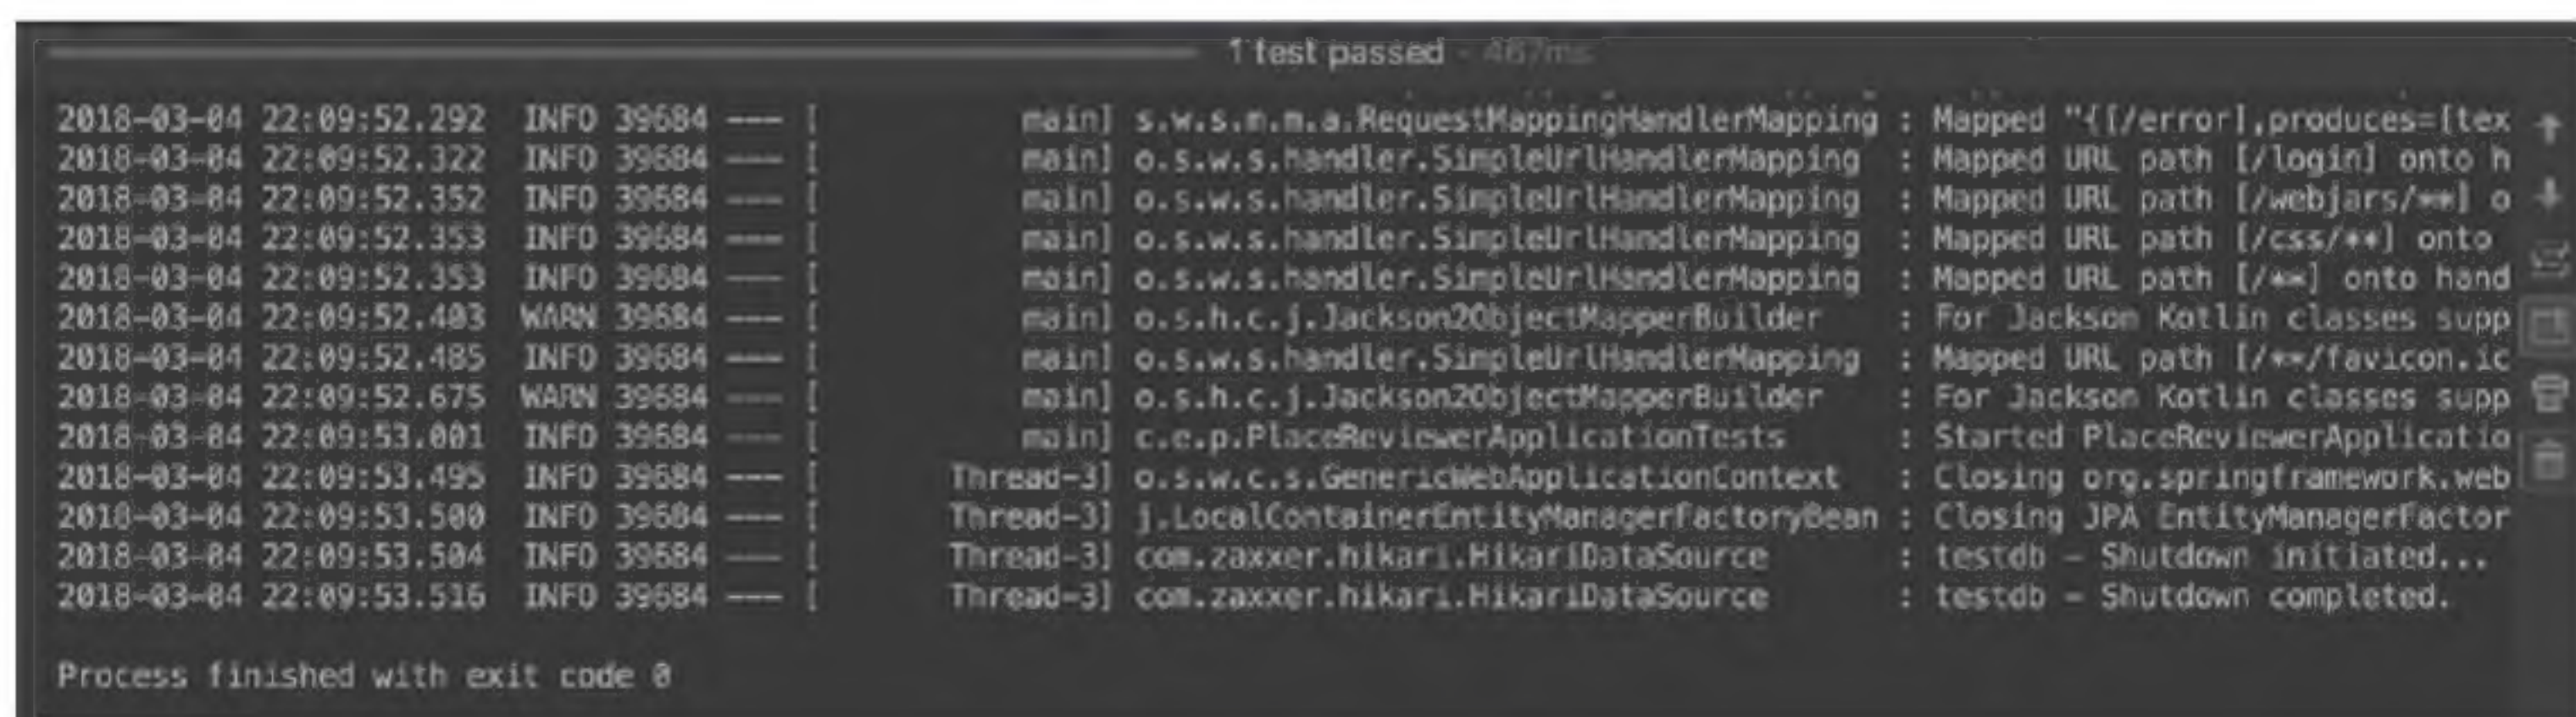 1 test passed - 467ms
2018-03-04 22:09:52.292  INFO 39684 --- [           main] s.w.s.m.m.a.RequestMappingHandlerMapping : Mapped "{[/error],produces=[tex
2018-03-04 22:09:52.322  INFO 39684 --- [           main] o.s.w.s.handler.SimpleUrlHandlerMapping  : Mapped URL path [/login] onto h
2018-03-04 22:09:52.352  INFO 39684 --- [           main] o.s.w.s.handler.SimpleUrlHandlerMapping  : Mapped URL path [/webjars/**] o
2018-03-04 22:09:52.353  INFO 39684 --- [           main] o.s.w.s.handler.SimpleUrlHandlerMapping  : Mapped URL path [/css/**] onto
2018-03-04 22:09:52.353  INFO 39684 --- [           main] o.s.w.s.handler.SimpleUrlHandlerMapping  : Mapped URL path [/**] onto hand
2018-03-04 22:09:52.403  WARN 39684 --- [           main] o.s.h.c.j.Jackson2ObjectMapperBuilder    : For Jackson Kotlin classes supp
2018-03-04 22:09:52.485  INFO 39684 --- [           main] o.s.w.s.handler.SimpleUrlHandlerMapping  : Mapped URL path [/**/favicon.ic
2018-03-04 22:09:52.675  WARN 39684 --- [           main] o.s.h.c.j.Jackson2ObjectMapperBuilder    : For Jackson Kotlin classes supp
2018-03-04 22:09:53.001  INFO 39684 --- [           main] c.e.p.PlaceReviewerApplicationTests      : Started PlaceReviewerApplicatio
2018-03-04 22:09:53.495  INFO 39684 --- [       Thread-3] o.s.w.c.s.GenericWebApplicationContext   : Closing org.springframework.web
2018-03-04 22:09:53.500  INFO 39684 --- [       Thread-3] j.LocalContainerEntityManagerFactoryBean : Closing JPA EntityManagerFactor
2018-03-04 22:09:53.504  INFO 39684 --- [       Thread-3] com.zaxxer.hikari.HikariDataSource       : testdb - Shutdown initiated...
2018-03-04 22:09:53.516  INFO 39684 --- [       Thread-3] com.zaxxer.hikari.HikariDataSource       : testdb - Shutdown completed.
Process finished with exit code 0